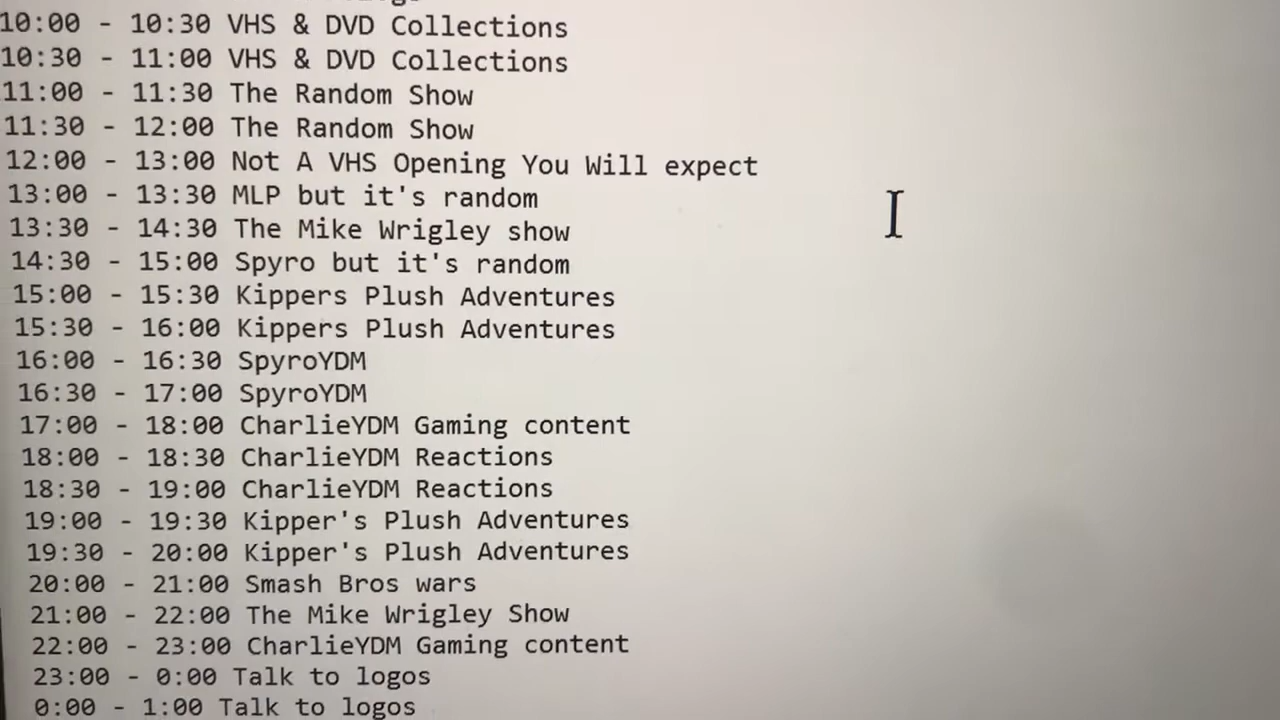 10:00 - 10:30 VHS & DVD Collections
10:30 - 11:00 VHS & DVD Collections
11:00 - 11:30 The Random Show
11:30 - 12:00 The Random Show
12:00 - 13:00 Not A VHS Opening You Will expect
13:00 - 13:30 MLP but it's random
13:30 - 14:30 The Mike Wrigley show
14:30 - 15:00 Spyro but it's random
15:00 - 15:30 Kippers Plush Adventures
15:30 - 16:00 Kippers Plush Adventures
16:00 - 16:30 SpyroYDM
16:30 - 17:00 SpyroYDM
17:00 - 18:00 CharlieYDM Gaming content
18:00 - 18:30 CharlieYDM Reactions
18:30 - 19:00 CharlieYDM Reactions
19:00 - 19:30 Kipper's Plush Adventures
19:30 - 20:00 Kipper's Plush Adventures
20:00 - 21:00 Smash Bros wars
21:00 - 22:00 The Mike Wrigley Show
22:00 - 23:00 CharlieYDM Gaming content
23:00 - 0:00 Talk to logos
0:00 - 1:00 Talk to logos